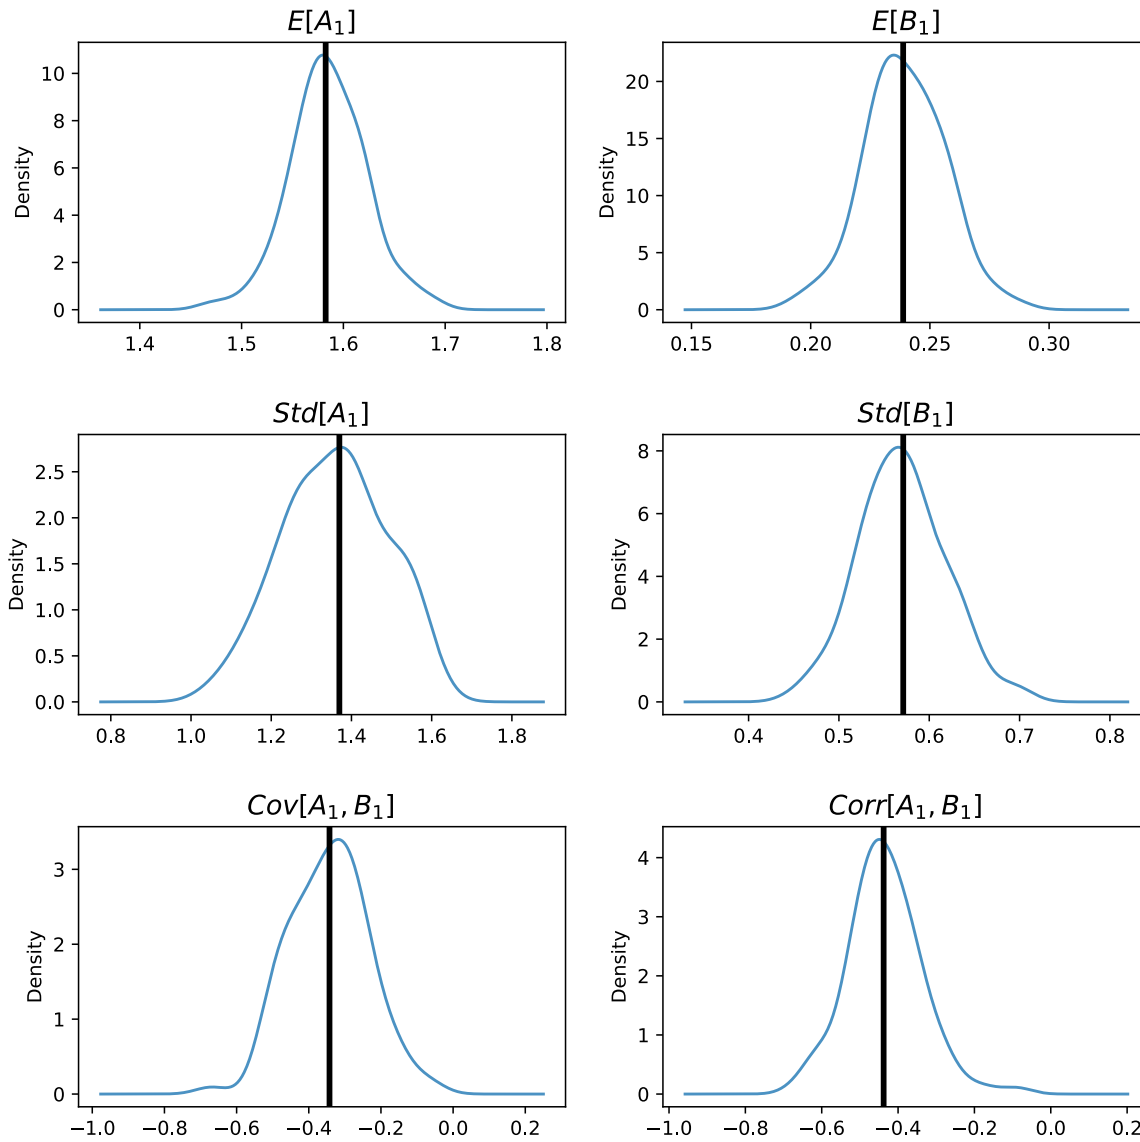 E[A₁]
Density
10
8
6
4
2
0
1.4 1.5 1.6 1.7 1.8
E[B₁]
Density
20
15
10
5
0
0.15 0.20 0.25 0.30
Std[A₁]
Density
2.5
2.0
1.5
1.0
0.5
0.0
0.8 1.0 1.2 1.4 1.6 1.8
Std[B₁]
Density
8
6
4
2
0
0.4 0.5 0.6 0.7 0.8
Cov[A₁, B₁]
Density
3
2
1
0
−1.0 −0.8 −0.6 −0.4 −0.2 0.0 0.2
Corr[A₁, B₁]
Density
4
3
2
1
0
−1.0 −0.8 −0.6 −0.4 −0.2 0.0 0.2